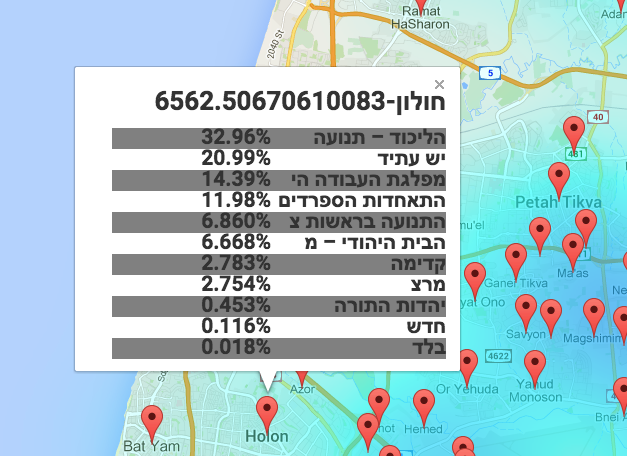 Ramat
HaSharon
2040 St
5
×
חולון-6562.50670610083
הליכוד – תנועה 32.96%
יש עתיד 20.99%
מפלגת העבודה הי 14.39%
התאחדות הספרדים 11.98%
התנועה בראשות צ 6.860%
הבית היהודי – מ 6.668%
קדימה 2.783%
מרצ 2.754%
יהדות התורה 0.453%
חדש 0.116%
בלד 0.018%
40
481
Petah Tikva
Ma'as
Ganei Tikva
yat Ono
Savyon
Magshimim
4622
Azor
Or Yehuda
Yahud
Monoson
Bnei
Hemed
Holon
Bat Yam